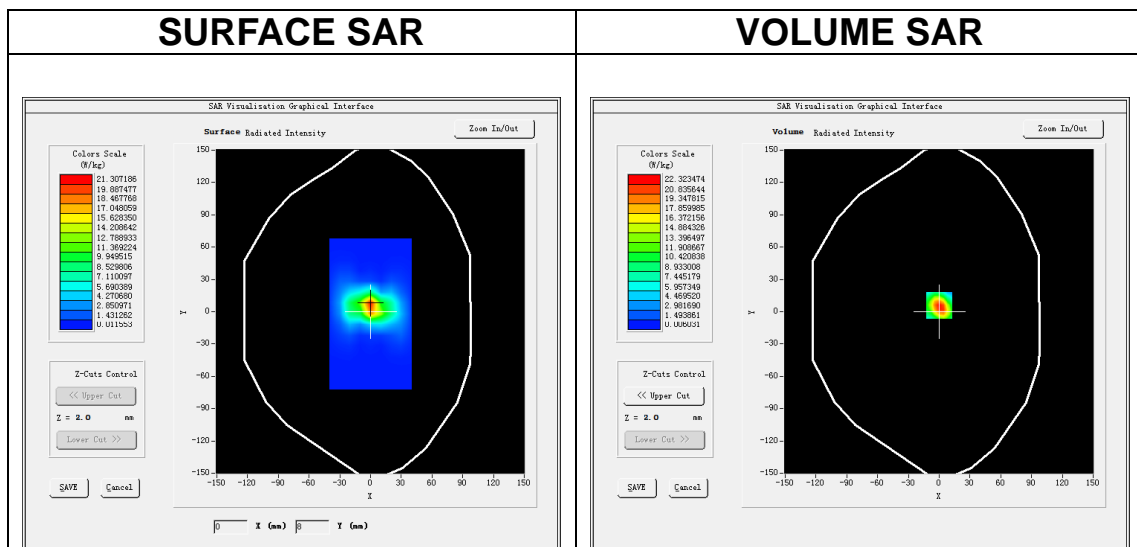 SURFACE SAR
SAR Visualisation Graphical Interface
Surface Radiated Intensity
Zoom In/Out
Colors Scale
(W/kg)
21.307186
19.887477
18.467768
17.048059
15.628350
14.208642
12.788933
11.369224
9.949515
8.529806
7.110097
5.690389
4.270680
2.850971
1.431262
0.011553
Z-Cuts Control
<< Upper Cut
Z = 2.0 mm
Lower Cut >>
SAVE
Cancel
150
120
90
60
30
0
-30
-60
-90
-120
-150
Y
-150 -120 -90 -60 -30 0 30 60 90 120 150
X
0 X (mm) 8 Y (mm)
VOLUME SAR
SAR Visualisation Graphical Interface
Volume Radiated Intensity
Zoom In/Out
Colors Scale
(W/kg)
22.323474
20.835644
19.347815
17.859985
16.372156
14.884326
13.396497
11.908667
10.420838
8.933008
7.445179
5.957349
4.469520
2.981690
1.493861
0.006031
Z-Cuts Control
<< Upper Cut
Z = 2.0 mm
Lower Cut >>
SAVE
Cancel
150
120
90
60
30
0
-30
-60
-90
-120
-150
Y
-150 -120 -90 -60 -30 0 30 60 90 120 150
X